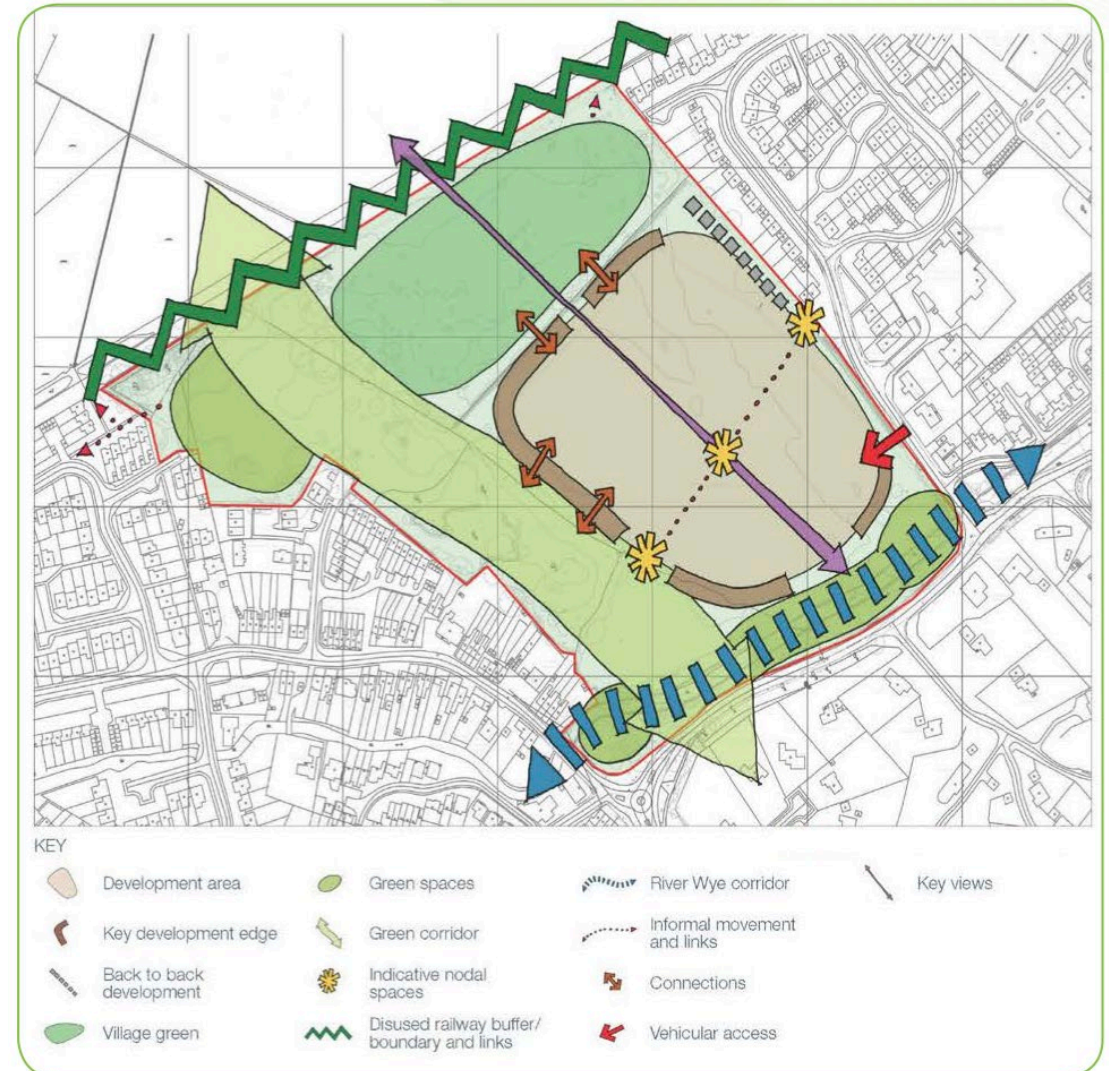 KEY
Development area
Key development edge
Back to back
development
Village green
Green spaces
Green corridor
Indicative nodal
spaces
Disused railway buffer/
boundary and links
River Wye corridor
Informal movement
and links
Connections
Vehicular access
Key views